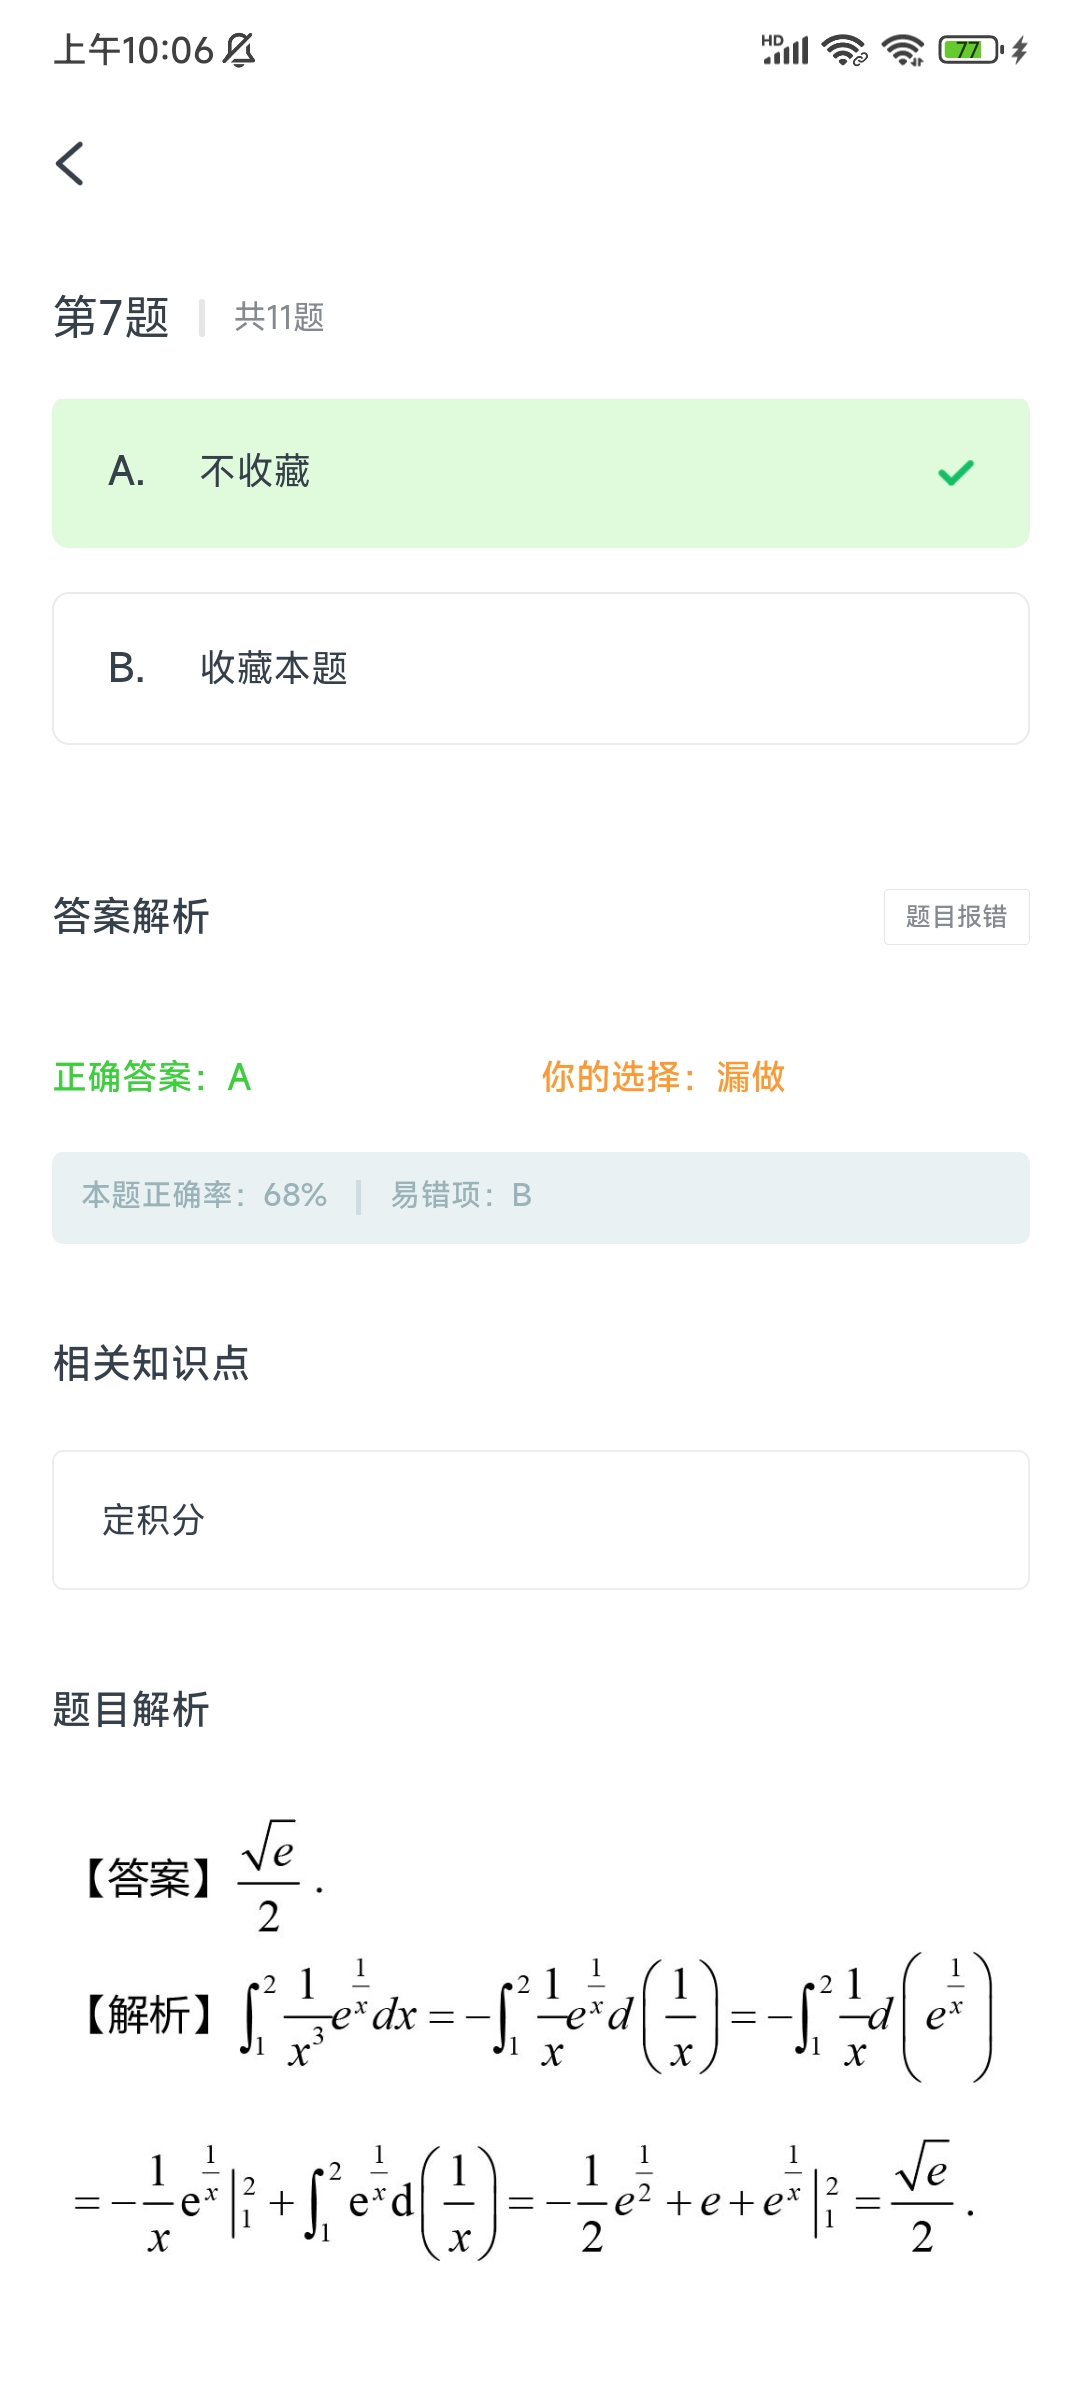 上午10:06 HD 77
第7题 共11题
A. 不收藏
B. 收藏本题
答案解析 题目报错
正确答案：A 你的选择：漏做
本题正确率：68% 易错项：B
相关知识点
定积分
题目解析
【答案】$\frac{\sqrt{e}}{2}$.
【解析】$\int_1^2 \frac{1}{x^3} e^{\frac{1}{x}} dx = -\int_1^2 \frac{1}{x} e^{\frac{1}{x}} d\left(\frac{1}{x}\right) = -\int_1^2 \frac{1}{x} d\left(e^{\frac{1}{x}}\right)$
$= -\frac{1}{x} e^{\frac{1}{x}} \big|_1^2 + \int_1^2 e^{\frac{1}{x}} d\left(\frac{1}{x}\right) = -\frac{1}{2} e^{\frac{1}{2}} + e + e^{\frac{1}{x}} \big|_1^2 = \frac{\sqrt{e}}{2}$.